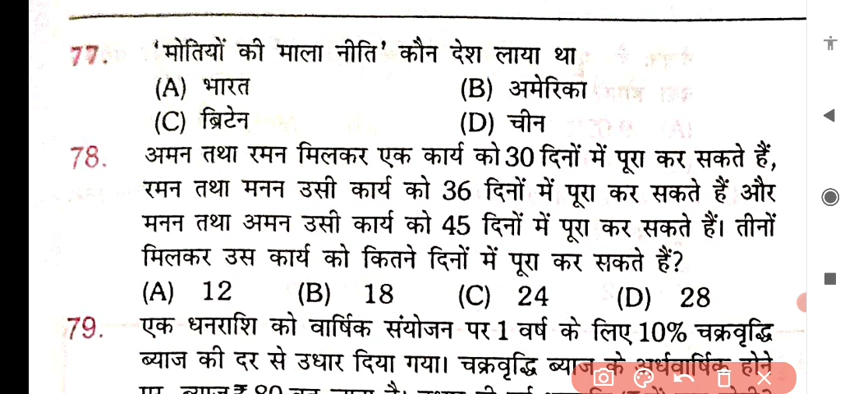 77. 'मोतियों की माला नीति' कौन देश लाया था
(A) भारत (B) अमेरिका
(C) ब्रिटेन (D) चीन
78. अमन तथा रमन मिलकर एक कार्य को 30 दिनों में पूरा कर सकते हैं,
रमन तथा मनन उसी कार्य को 36 दिनों में पूरा कर सकते हैं और
मनन तथा अमन उसी कार्य को 45 दिनों में पूरा कर सकते हैं। तीनों
मिलकर उस कार्य को कितने दिनों में पूरा कर सकते हैं?
(A) 12 (B) 18 (C) 24 (D) 28
79. एक धनराशि को वार्षिक संयोजन पर 1 वर्ष के लिए 10% चक्रवृद्धि
ब्याज की दर से उधार दिया गया। चक्रवृद्धि ब्याज के अर्धवार्षिक होने